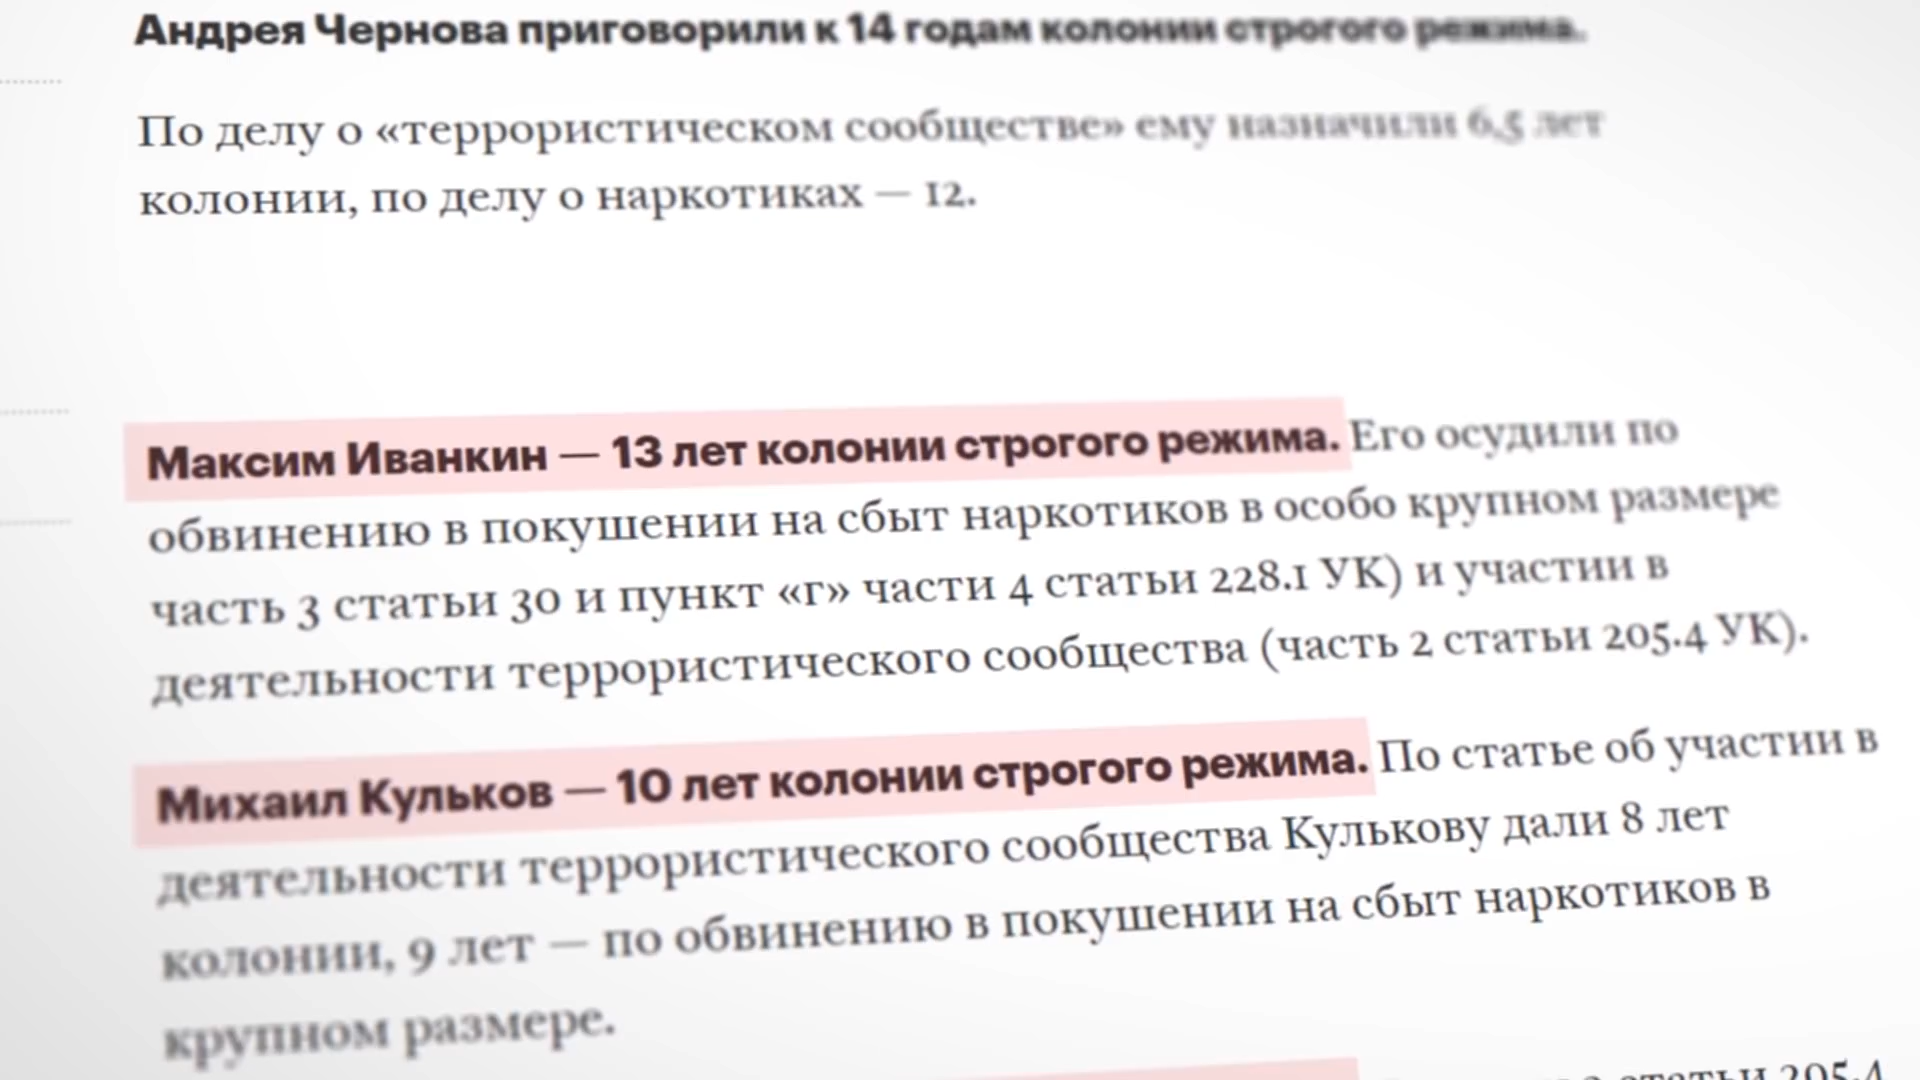 Андрея Чернова приговорили к 14 годам колонии строгого режима.
По делу о «террористическом сообществе» ему назначили 6,5 лет
колонии, по делу о наркотиках — 12.
Максим Иванкин — 13 лет колонии строгого режима. Его осудили по
обвинению в покушении на сбыт наркотиков в особо крупном размере
часть 3 статьи 30 и пункт «г» части 4 статьи 228.1 УК) и участии в
деятельности террористического сообщества (часть 2 статьи 205.4 УК).
Михаил Кульков — 10 лет колонии строгого режима. По статье об участии в
деятельности террористического сообщества Кулькову дали 8 лет
колонии, 9 лет — по обвинению в покушении на сбыт наркотиков в
крупном размере.
статьи 205.4